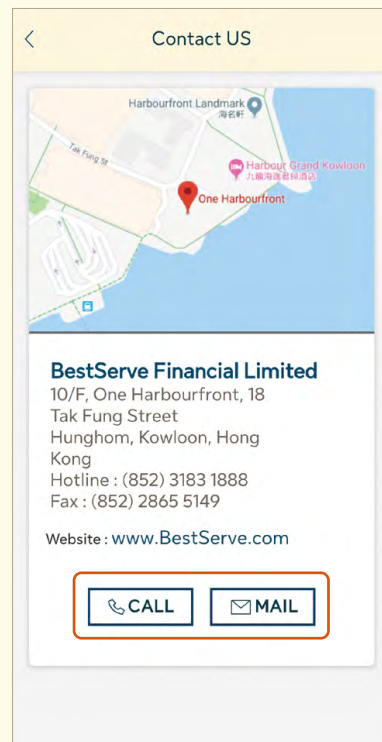 Contact US
Harbourfront Landmark
海名軒
Tak Fung St
Harbour Grand Kowloon
九龍海逸君綽酒店
One Harbourfront
BestServe Financial Limited
10/F, One Harbourfront, 18
Tak Fung Street
Hunghom, Kowloon, Hong
Kong
Hotline : (852) 3183 1888
Fax : (852) 2865 5149
Website : www.BestServe.com
CALL MAIL